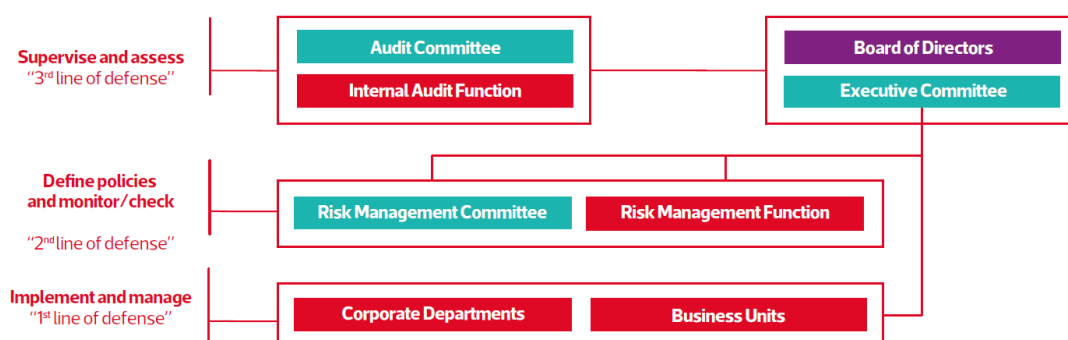 Supervise and assess
"3rd line of defense"
Audit Committee
Internal Audit Function
Board of Directors
Executive Committee
Define policies
and monitor/check
"2nd line of defense"
Risk Management Committee
Risk Management Function
Implement and manage
"1st line of defense"
Corporate Departments
Business Units